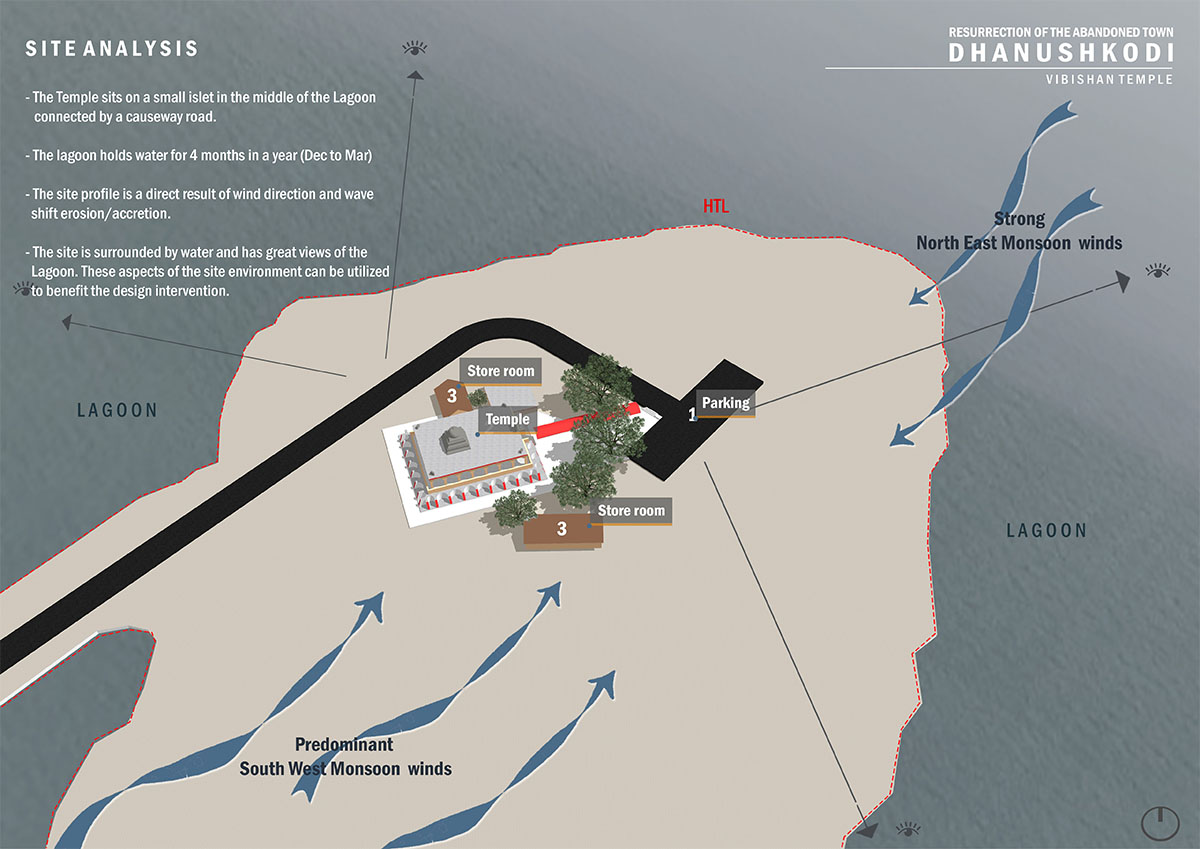 SITE ANALYSIS
- The Temple sits on a small islet in the middle of the Lagoon
connected by a causeway road.
- The lagoon holds water for 4 months in a year (Dec to Mar)
- The site profile is a direct result of wind direction and wave
shift erosion/accretion.
- The site is surrounded by water and has great views of the
Lagoon. These aspects of the site environment can be utilized
to benefit the design intervention.
RESURRECTION OF THE ABANDONED TOWN
DHANUSHKODI
VIBISHAN TEMPLE
HTL
Strong
North East Monsoon winds
Store room
3
Temple
1
Parking
LAGOON
Store room
3
LAGOON
Predominant
South West Monsoon winds